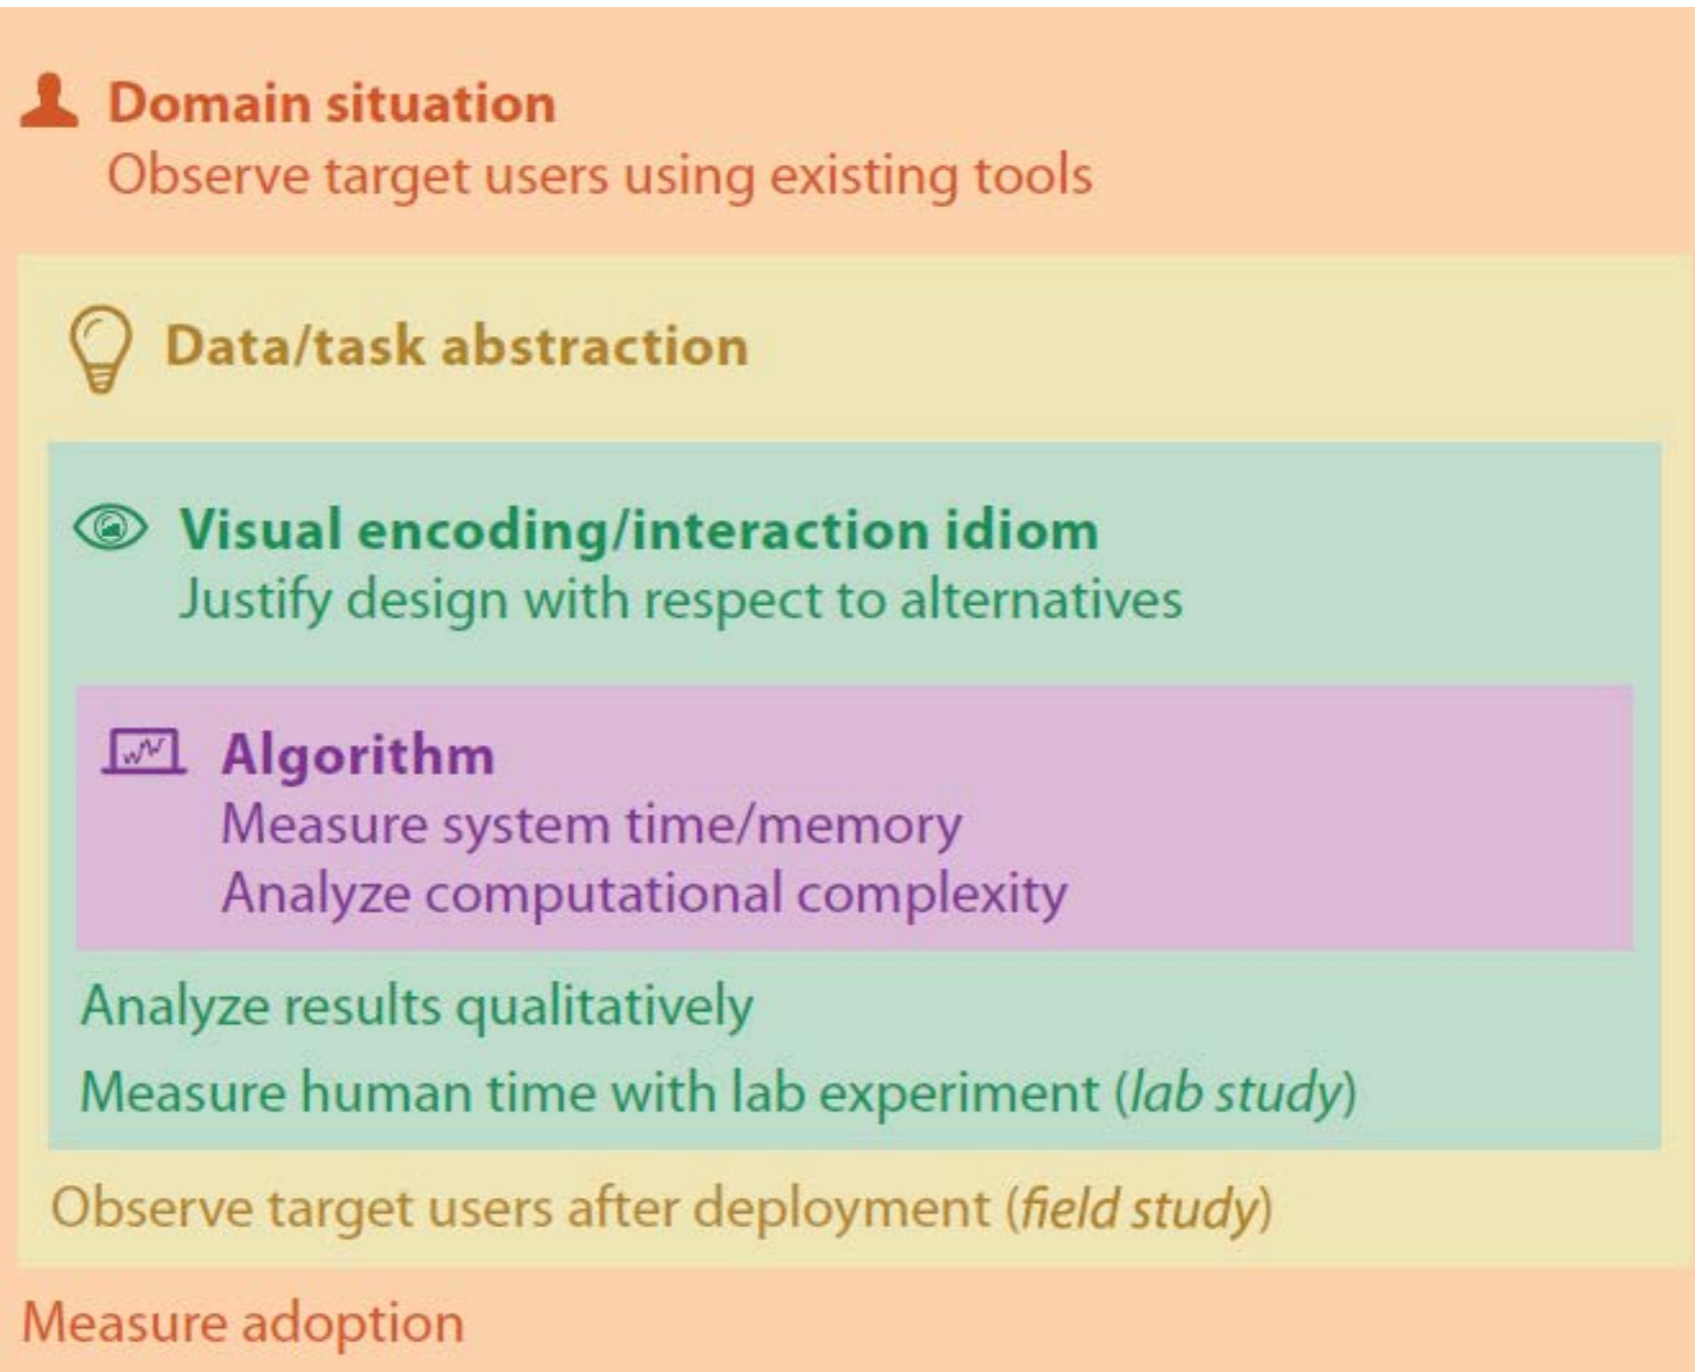 Domain situation
Observe target users using existing tools
Data/task abstraction
Visual encoding/interaction idiom
Justify design with respect to alternatives
Algorithm
Measure system time/memory
Analyze computational complexity
Analyze results qualitatively
Measure human time with lab experiment (lab study)
Observe target users after deployment (field study)
Measure adoption